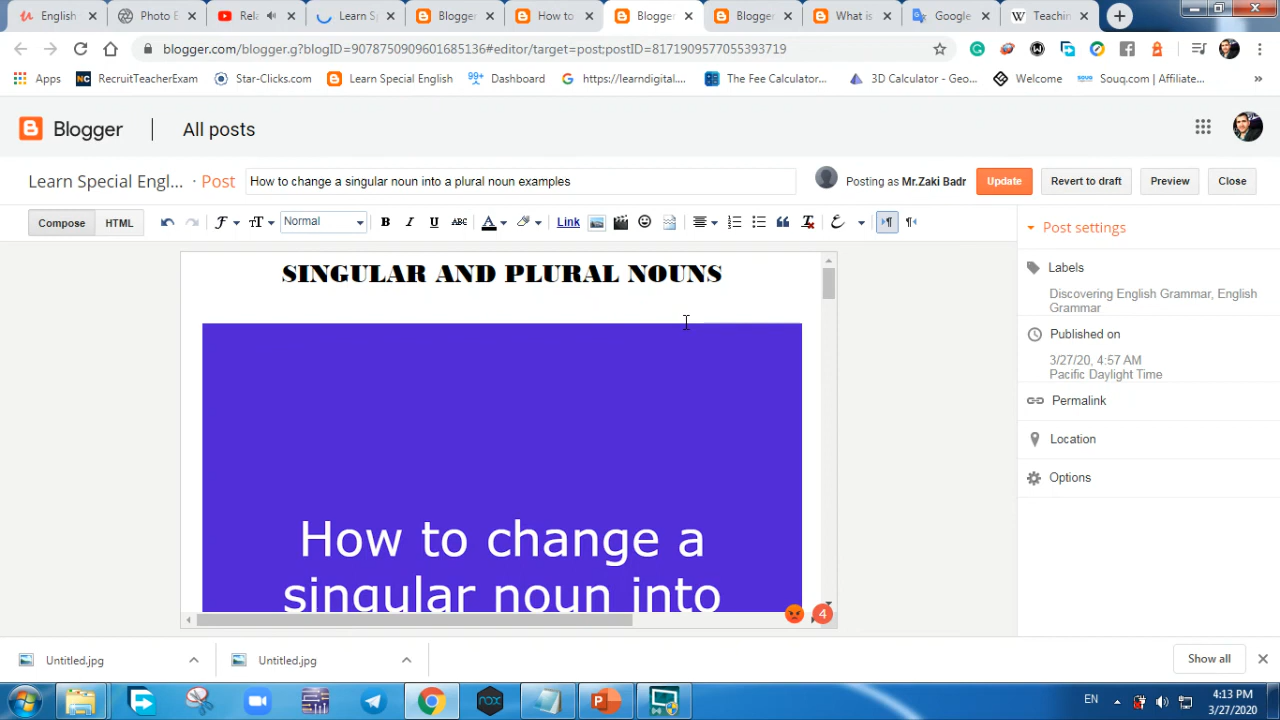 English
Photo E
Rel
Learn Sp
Blogge
How to
Blogger
Blogger
What is
Google
Teachin
blogger.com/blogger.g?blogID=9078750909601685136#editor/target=post;postID=8171909577055393719
Apps
RecruitTeacherExam
Star-Clicks.com
Learn Special English
99+
Dashboard
https://learndigital....
The Fee Calculator...
3D Calculator - Geo...
Welcome
Souq.com | Affiliate...
Blogger
All posts
Learn Special Engl... · Post
How to change a singular noun into a plural noun examples
Posting as Mr.Zaki Badr
Update
Revert to draft
Preview
Close
Compose
HTML
Normal
B
I
U
ABC
A
Link
Post settings
SINGULAR AND PLURAL NOUNS
How to change a
singular noun into
Labels
Discovering English Grammar, English
Grammar
Published on
3/27/20, 4:57 AM
Pacific Daylight Time
Permalink
Location
Options
4
Untitled.jpg
Untitled.jpg
Show all
nox
EN
4:13 PM
3/27/2020